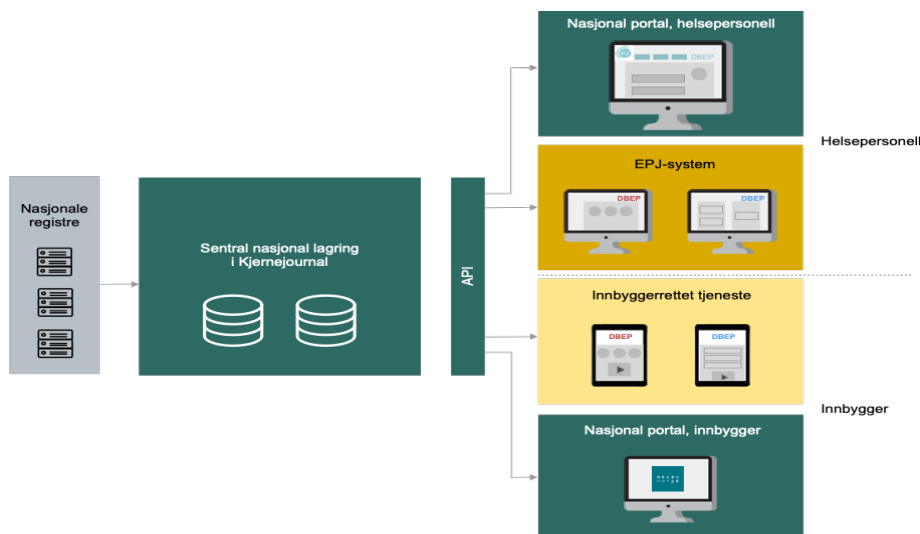 Nasjonal portal, helsepersonell
DBEP
Helsepersonell
EPJ-system
DBEP
DBEP
Nasjonale
registre
Sentral nasjonal lagring
i Kjernejournal
API
Innbyggerrettet tjeneste
DBEP
DBEP
Innbygger
Nasjonal portal, innbygger